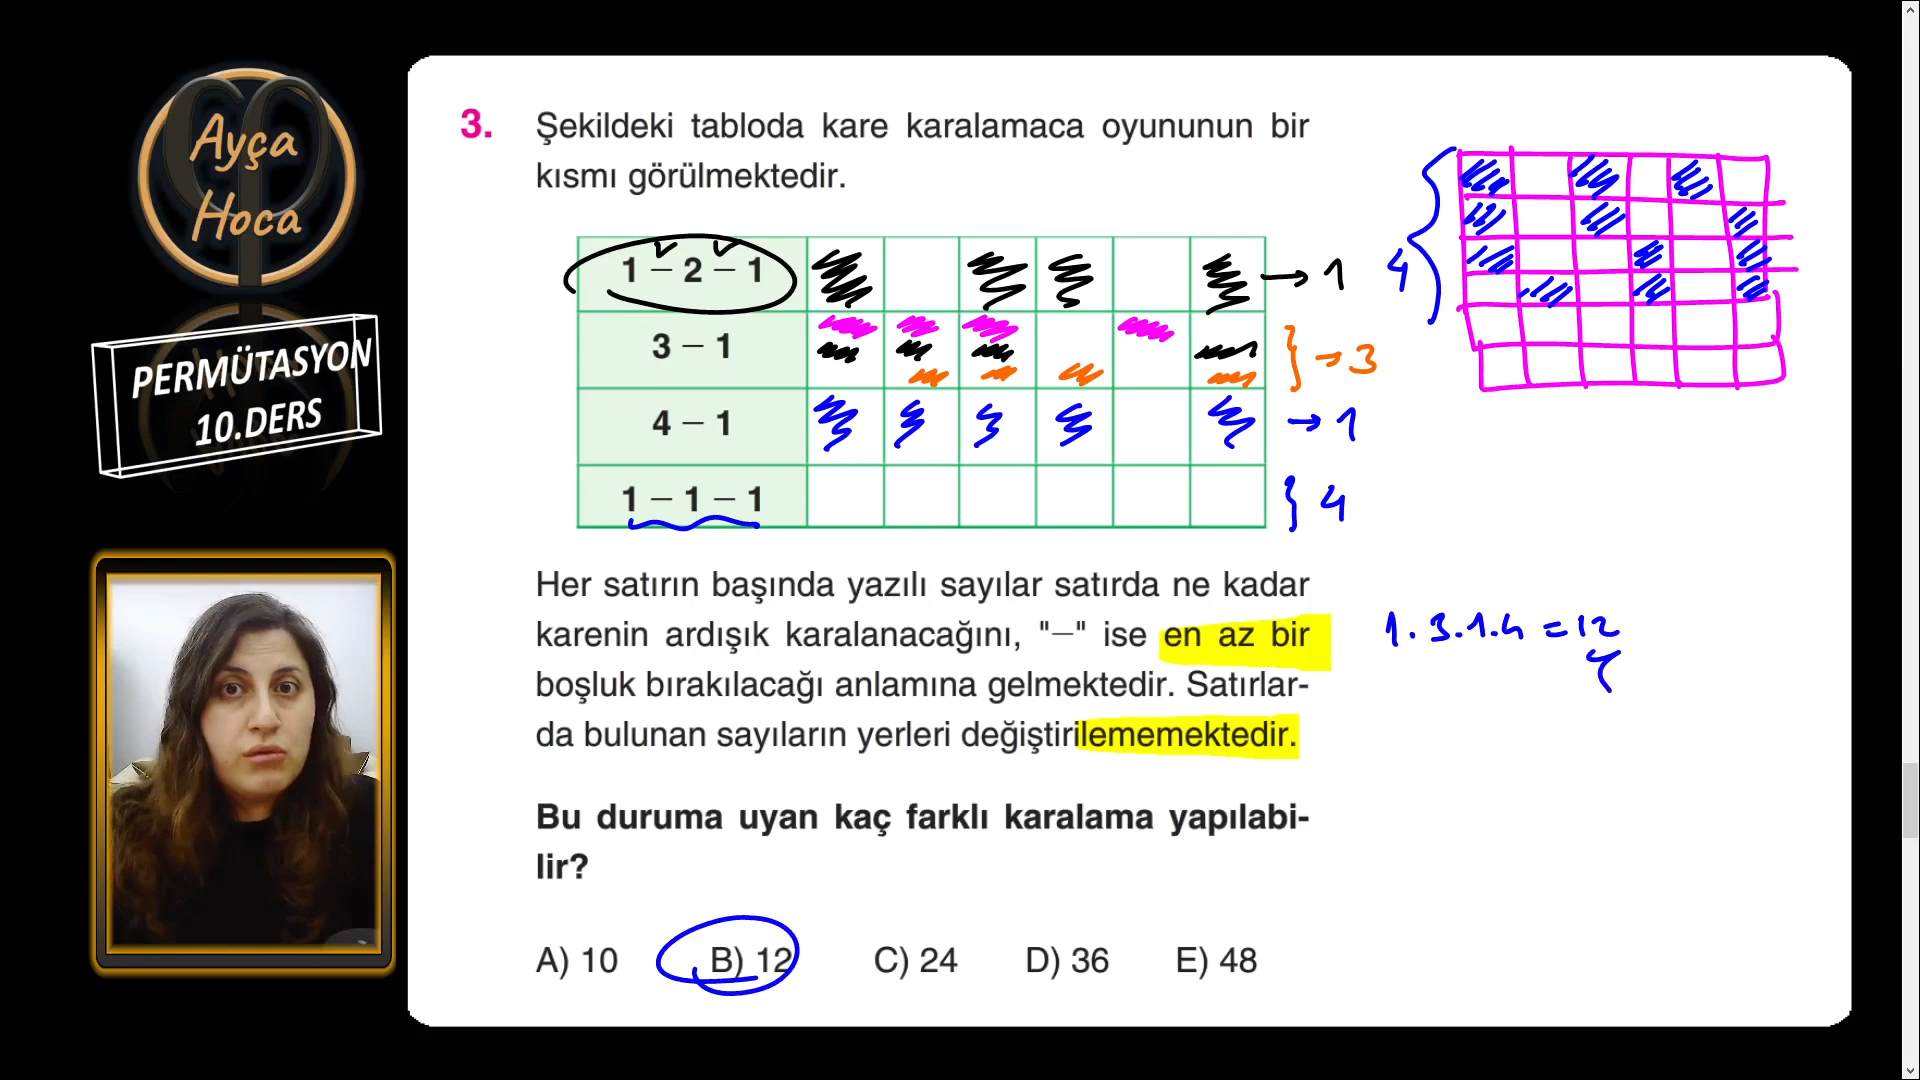 Ayça
Hoca
PERMÜTASYON
10.DERS
3. Şekildeki tabloda kare karalamaca oyununun bir
kısmı görülmektedir.
1 – 2 – 1 → 1
3 – 1 } → 3
4 – 1 → 1
1 – 1 – 1 } 4
4 {
Her satırın başında yazılı sayılar satırda ne kadar
karenin ardışık karalanacağını, "–" ise en az bir
boşluk bırakılacağı anlamına gelmektedir. Satırlar-
da bulunan sayıların yerleri değiştirilememektedir.
1.3.1.4 = 12
Bu duruma uyan kaç farklı karalama yapılabi-
lir?
A) 10 B) 12 C) 24 D) 36 E) 48